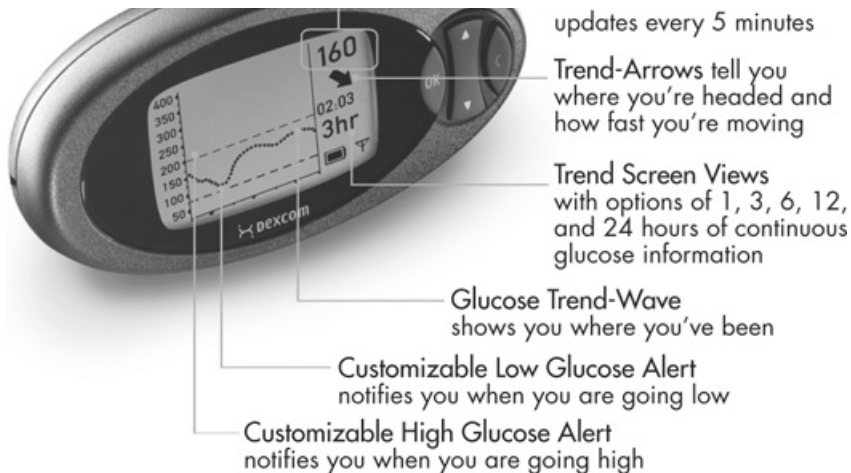 updates every 5 minutes
Trend-Arrows tell you
where you're headed and
how fast you're moving
Trend Screen Views
with options of 1, 3, 6, 12,
and 24 hours of continuous
glucose information
Glucose Trend-Wave
shows you where you've been
Customizable Low Glucose Alert
notifies you when you are going low
Customizable High Glucose Alert
notifies you when you are going high
160
02:03
3hr
400
350
300
250
200
150
100
50
DEXCOM
OK
C